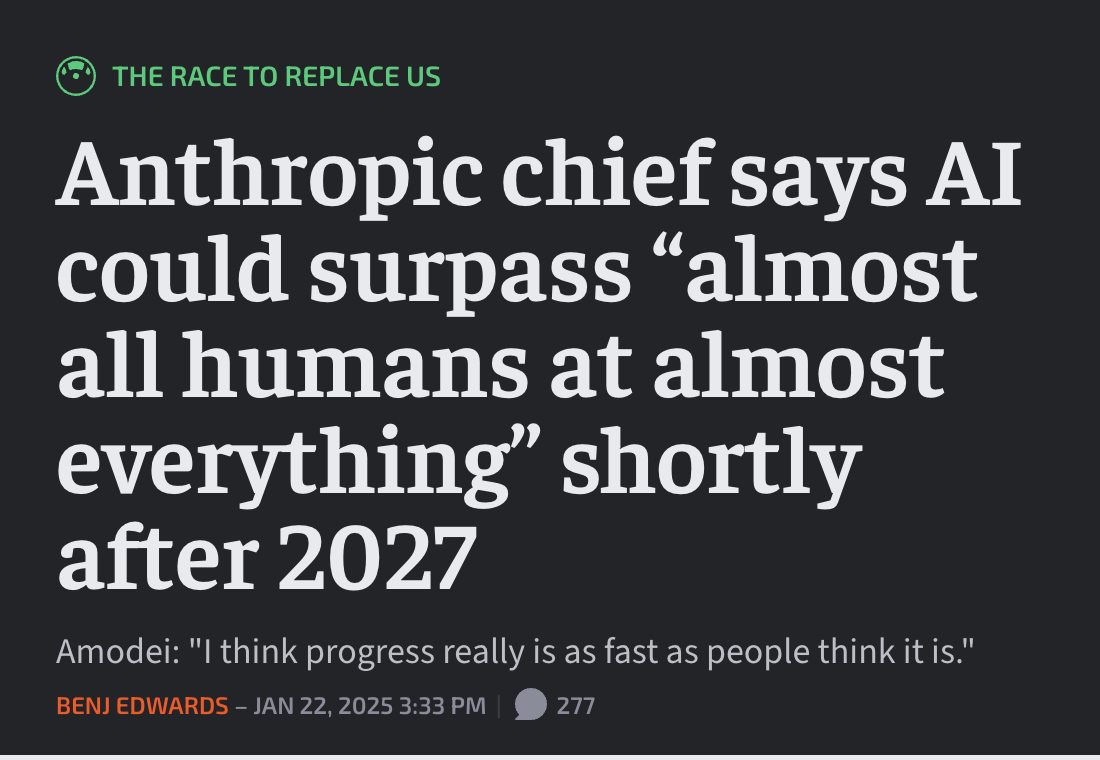 THE RACE TO REPLACE US
Anthropic chief says AI
could surpass “almost
all humans at almost
everything” shortly
after 2027
Amodei: "I think progress really is as fast as people think it is."
BENJ EDWARDS – JAN 22, 2025 3:33 PM | 277